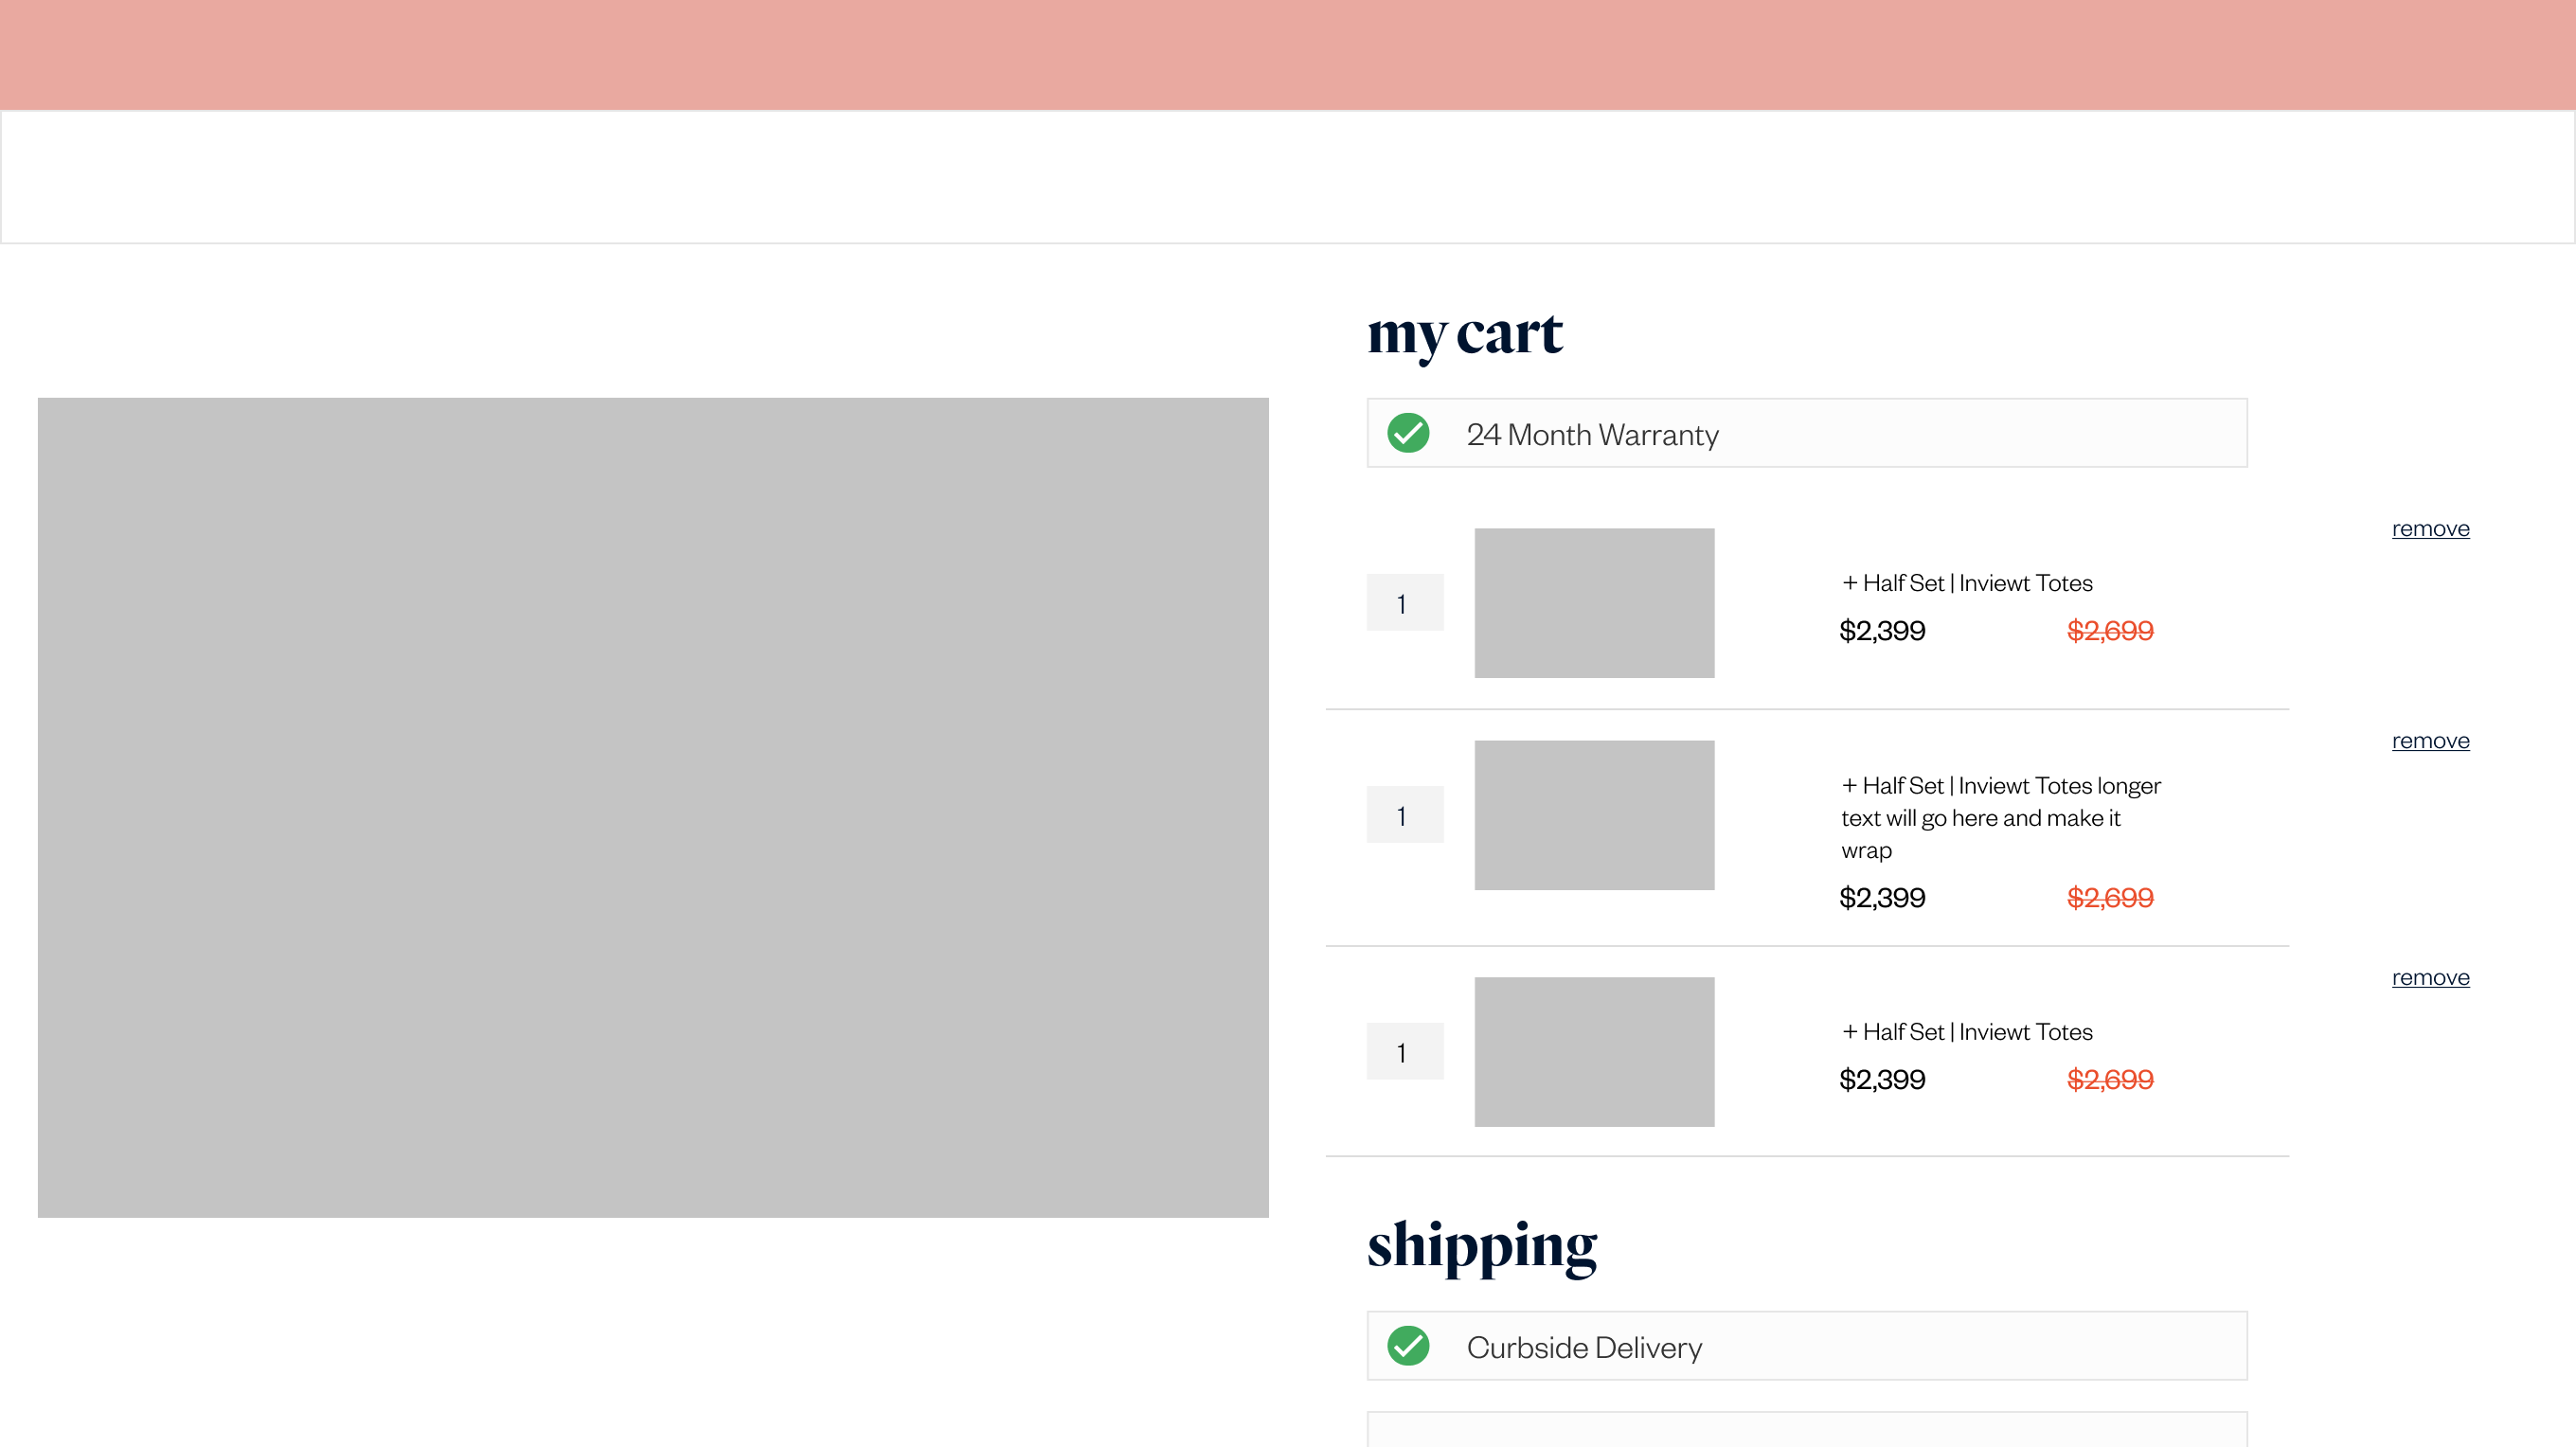 my cart
24 Month Warranty
remove
1
+ Half Set | Inviewt Totes
$2,399 $2,699
remove
1
+ Half Set | Inviewt Totes longer
text will go here and make it
wrap
$2,399 $2,699
remove
1
+ Half Set | Inviewt Totes
$2,399 $2,699
shipping
Curbside Delivery